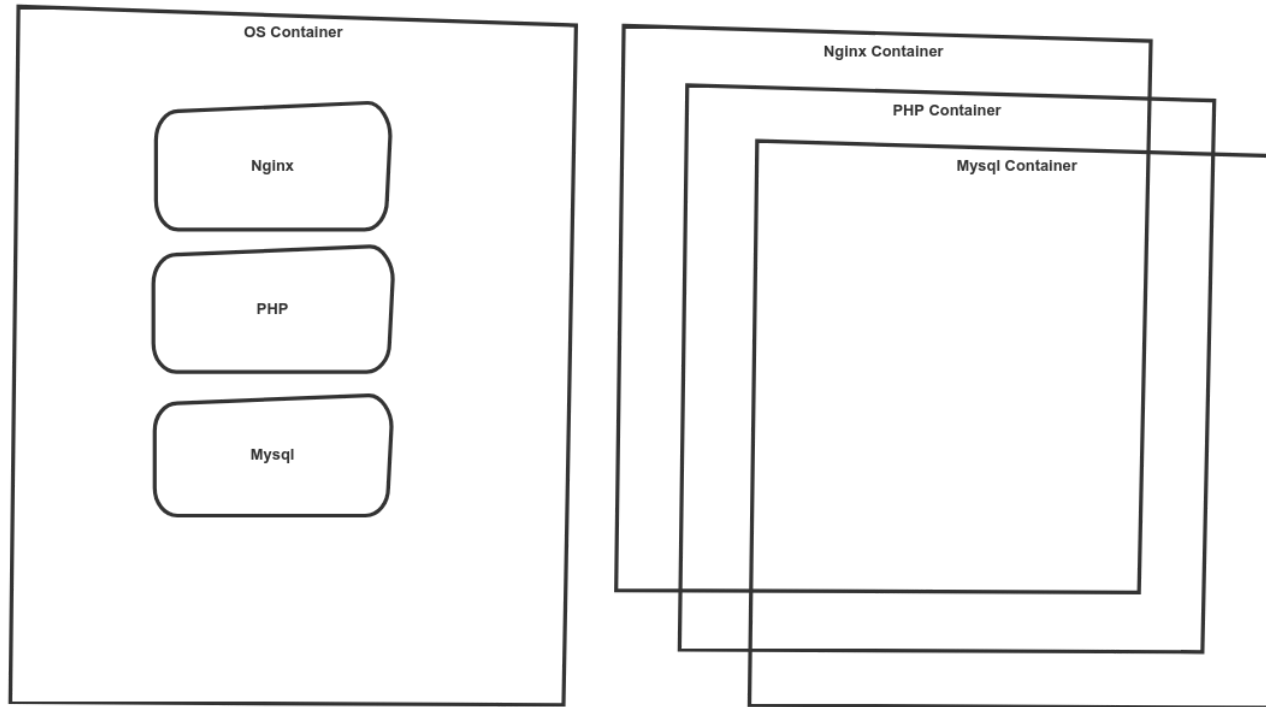 OS Container
Nginx
PHP
Mysql
Nginx Container
PHP Container
Mysql Container